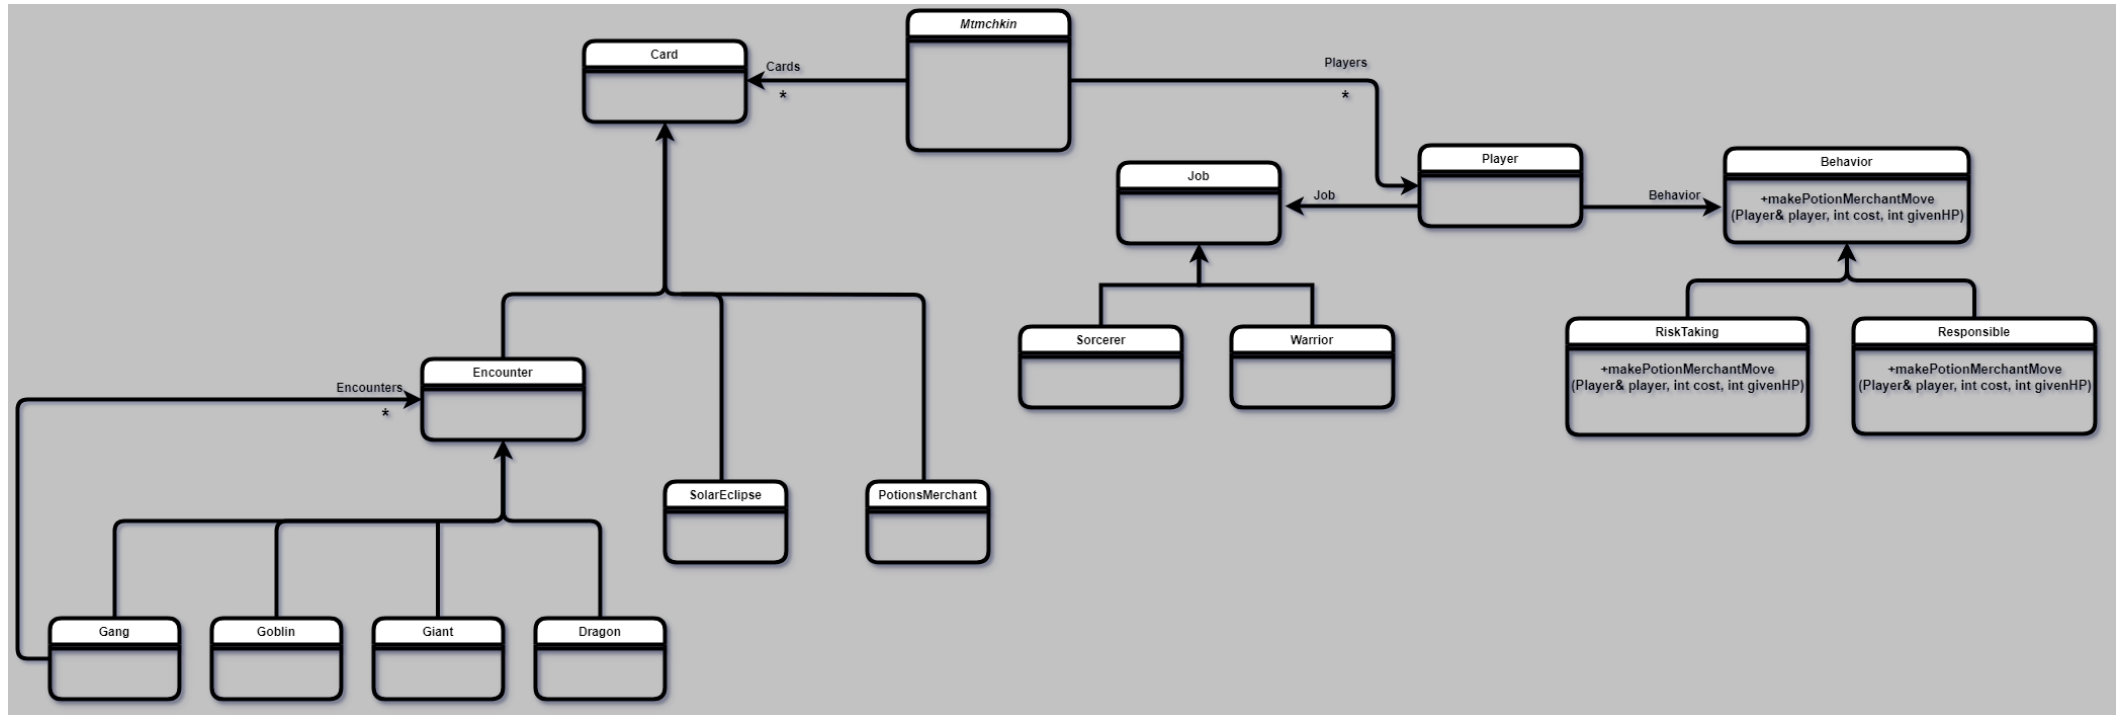 Mtmchkin
Card
Cards
*
Players
*
Player
Job
Job
Behavior
Behavior
+makePotionMerchantMove
(Player& player, int cost, int givenHP)
Sorcerer
Warrior
RiskTaking
+makePotionMerchantMove
(Player& player, int cost, int givenHP)
Responsible
+makePotionMerchantMove
(Player& player, int cost, int givenHP)
Encounter
Encounters
*
SolarEclipse
PotionsMerchant
Gang
Goblin
Giant
Dragon